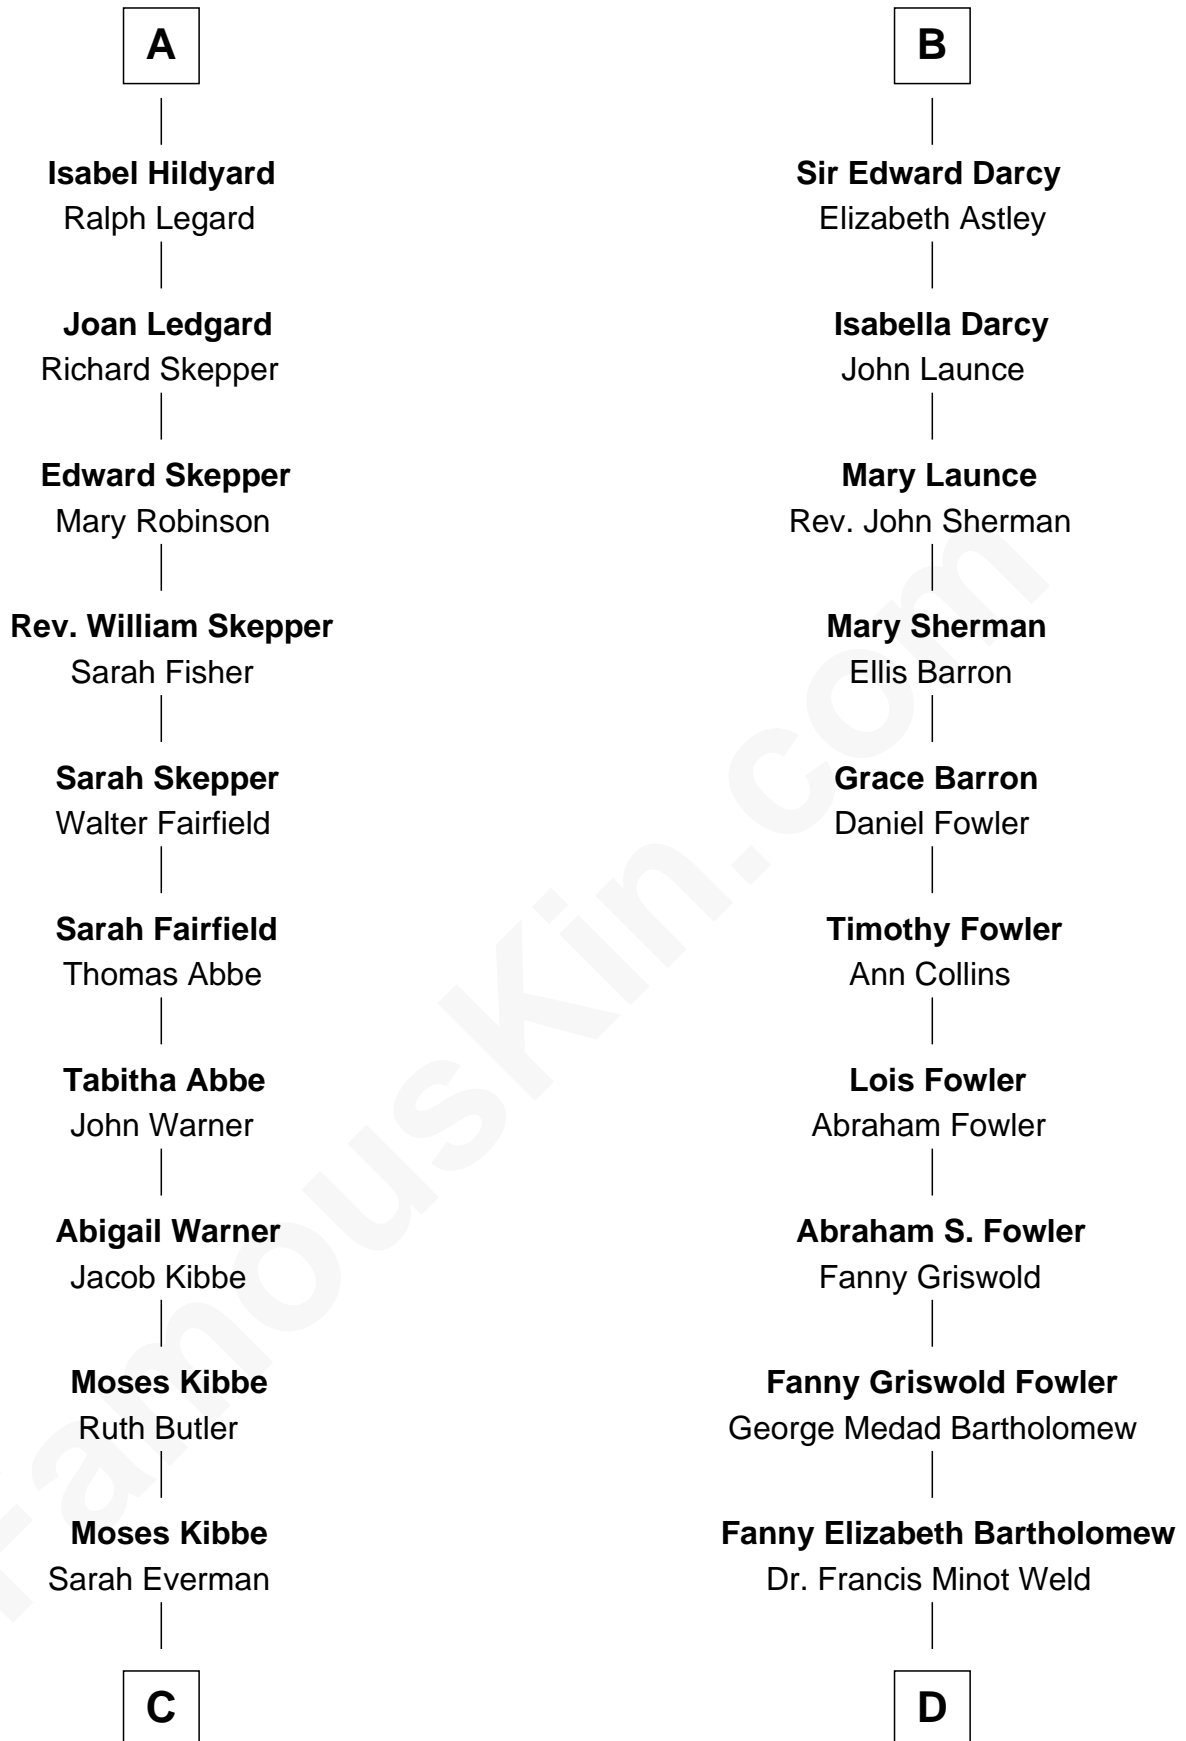 A
Isabel Hildyard
Ralph Legard
Joan Ledgard
Richard Skepper
Edward Skepper
Mary Robinson
Rev. William Skepper
Sarah Fisher
Sarah Skepper
Walter Fairfield
Sarah Fairfield
Thomas Abbe
Tabitha Abbe
John Warner
Abigail Warner
Jacob Kibbe
Moses Kibbe
Ruth Butler
Moses Kibbe
Sarah Everman
C
B
Sir Edward Darcy
Elizabeth Astley
Isabella Darcy
John Launce
Mary Launce
Rev. John Sherman
Mary Sherman
Ellis Barron
Grace Barron
Daniel Fowler
Timothy Fowler
Ann Collins
Lois Fowler
Abraham Fowler
Abraham S. Fowler
Fanny Griswold
Fanny Griswold Fowler
George Medad Bartholomew
Fanny Elizabeth Bartholomew
Dr. Francis Minot Weld
D
FamousKin.com